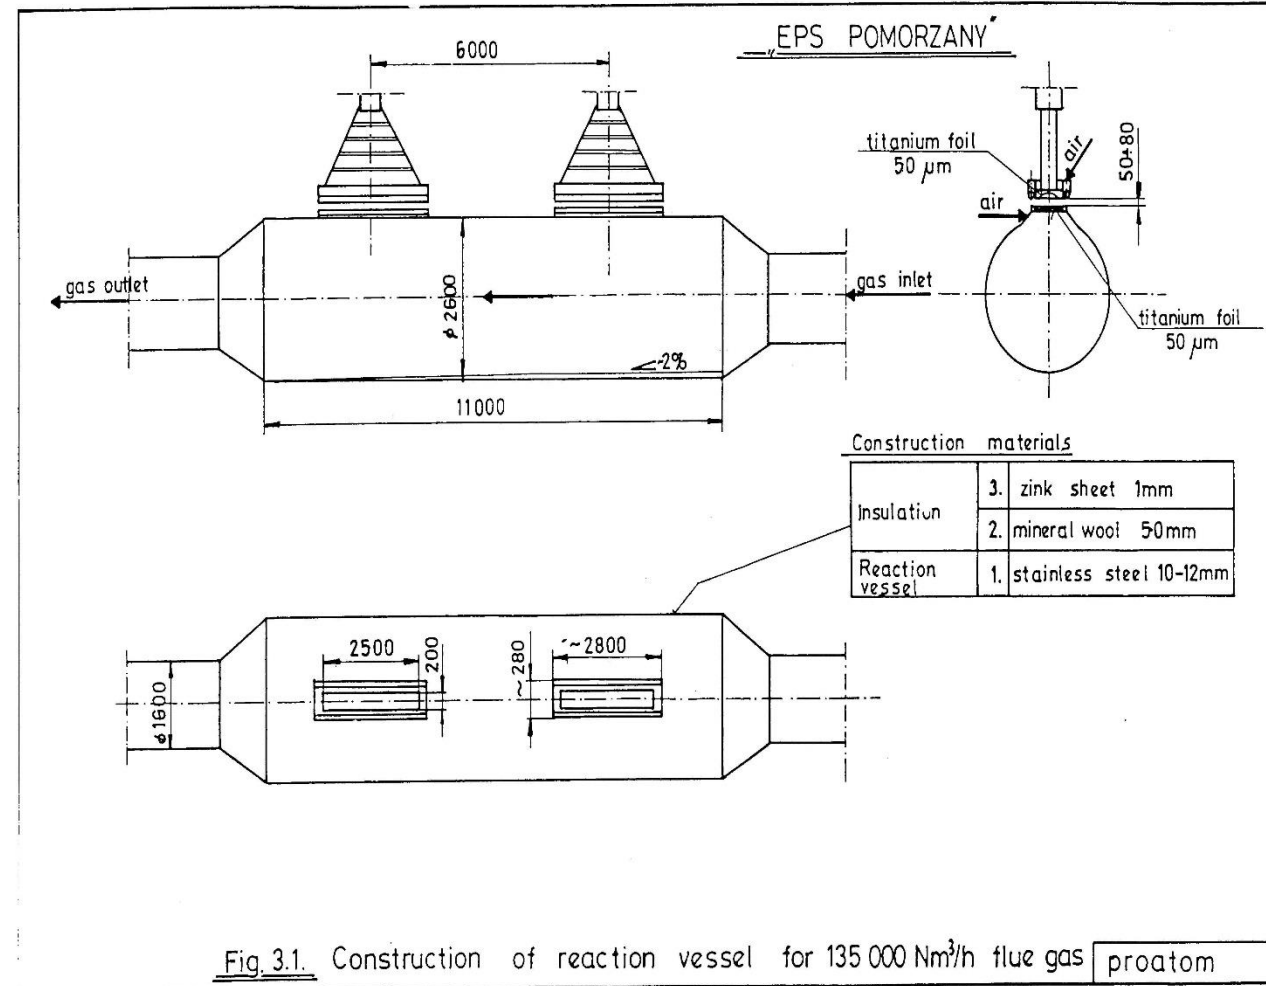 „EPS POMORZANY"
6000
titanium foil
50 μm
air
50÷80
air
gas outlet
ϕ 2600
gas inlet
titanium foil
50 μm
~2%
11000
Construction materials
Insulation
3. zink sheet 1mm
2. mineral wool 50mm
Reaction
vessel
1. stainless steel 10-12mm
2500
200
~280
~2800
ϕ1600
Fig. 3.1. Construction of reaction vessel for 135 000 Nm³/h flue gas
proatom